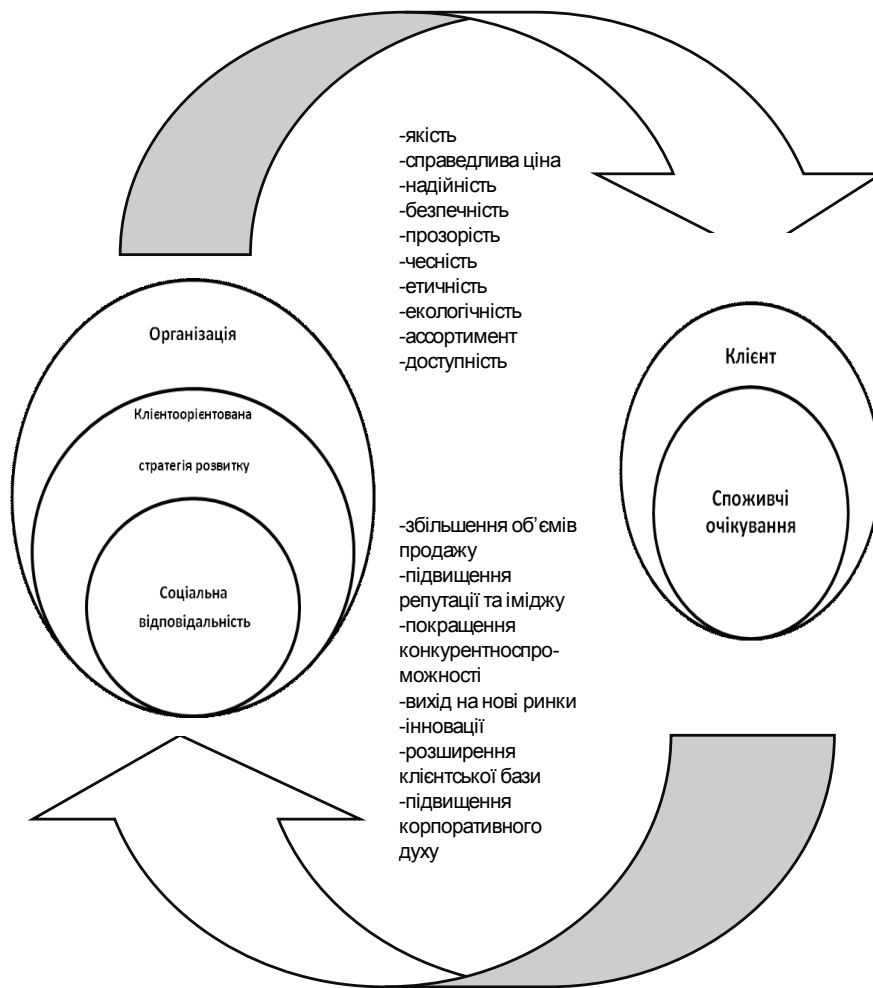 -якість
-справедлива ціна
-надійність
-безпечність
-прозорість
-чесність
-етичність
-екологічність
-ассортимент
-доступність
Організація
Клієнтоорієнтована
стратегія розвитку
Соціальна
відповідальність
Клієнт
Споживчі
очікування
-збільшення об’ємів
продажу
-підвищення
репутації та іміджу
-покращення
конкурентноспро-
можності
-вихід на нові ринки
-інновації
-розширення
клієнтської бази
-підвищення
корпоративного
духу